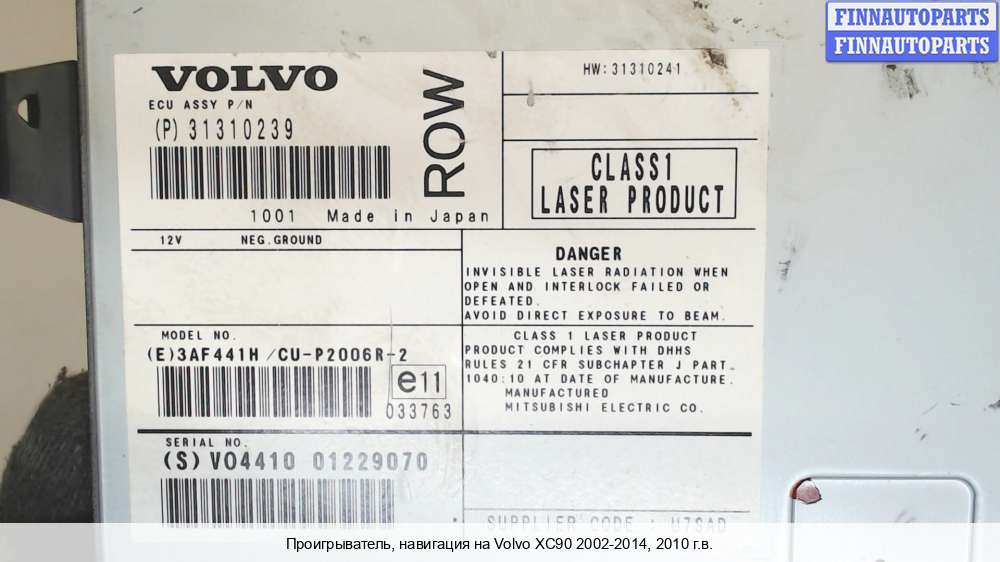 FINNAUTOPARTS
FINNAUTOPARTS
VOLVO
ECU ASSY P/N
(P) 31310239
ROW
1001 Made in Japan
HW: 31310241
CLASS1
LASER PRODUCT
12V NEG.GROUND
DANGER
INVISIBLE LASER RADIATION WHEN
OPEN AND INTERLOCK FAILED OR
DEFEATED.
AVOID DIRECT EXPOSURE TO BEAM.
MODEL NO.
(E)3AF441H/CU-P2006R-2
e11
033763
CLASS 1 LASER PRODUCT
PRODUCT COMPLIES WITH DHHS
RULES 21 CFR SUBCHAPTER J PART
1040:10 AT DATE OF MANUFACTURE.
MANUFACTURED
MITSUBISHI ELECTRIC CO.
SERIAL NO.
(S) VO4410 01229070
SUPPLIER CODE : U7SAD
Проигрыватель, навигация на Volvo XC90 2002-2014, 2010 г.в.